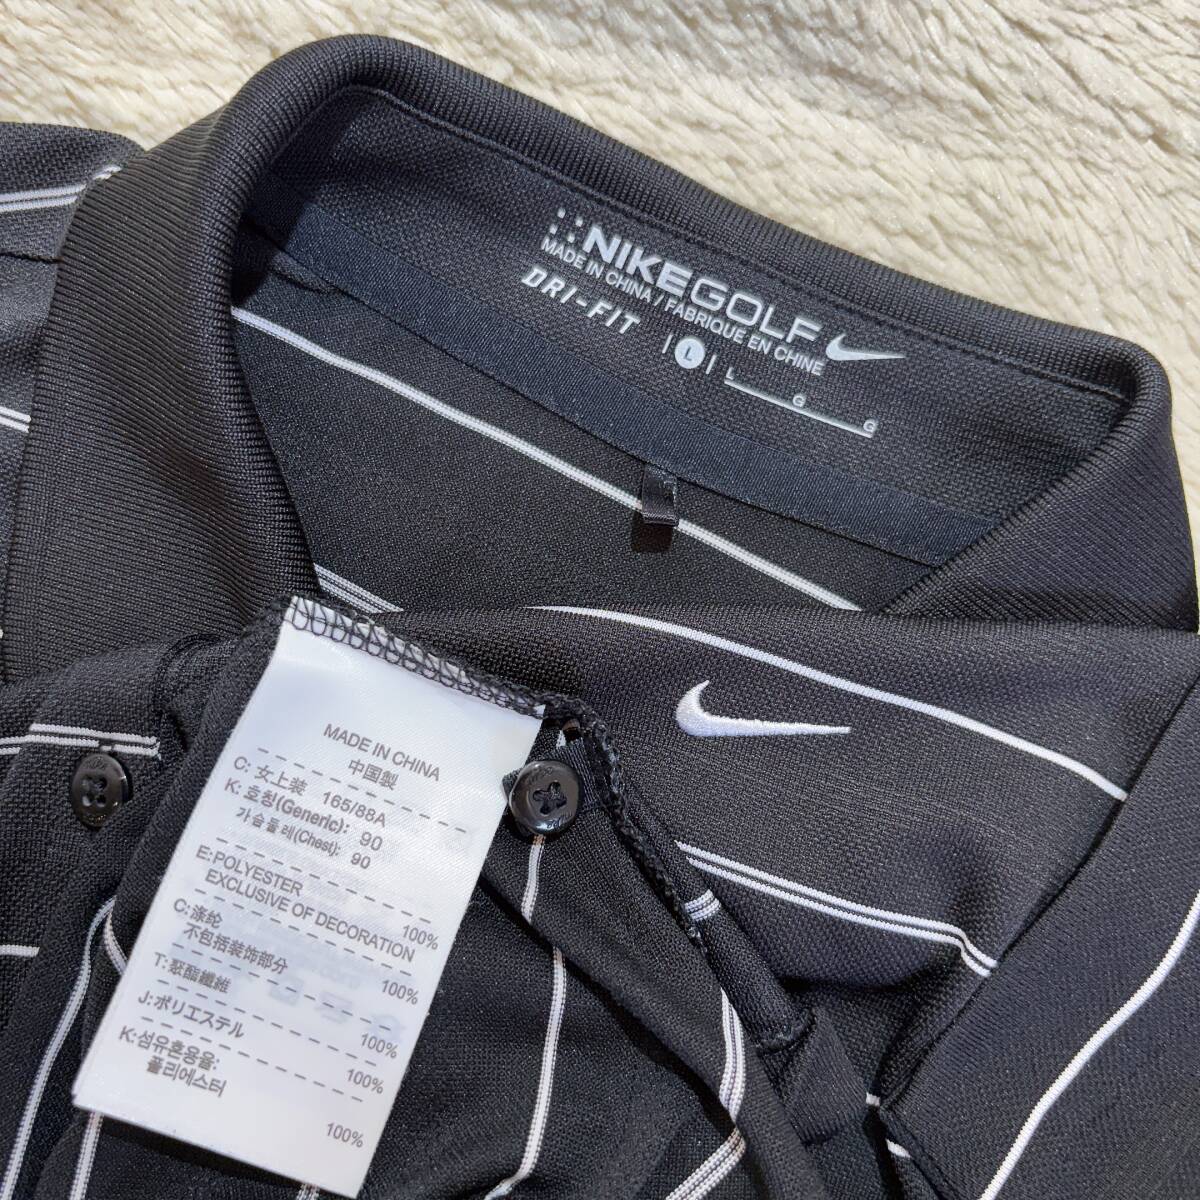 NIKEGOLF
MADE IN CHINA / FABRIQUE EN CHINE
DRI-FIT
L
L G G
MADE IN CHINA
中国製
C: 女上装 165/88A
K: 호칭(Generic): 90
가슴둘레(Chest): 90
E:POLYESTER 100%
EXCLUSIVE OF DECORATION
C:涤纶 100%
不包括装饰部分
T:聚酯纖維 100%
J:ポリエステル 100%
K:섬유혼용율:
폴리에스터 100%